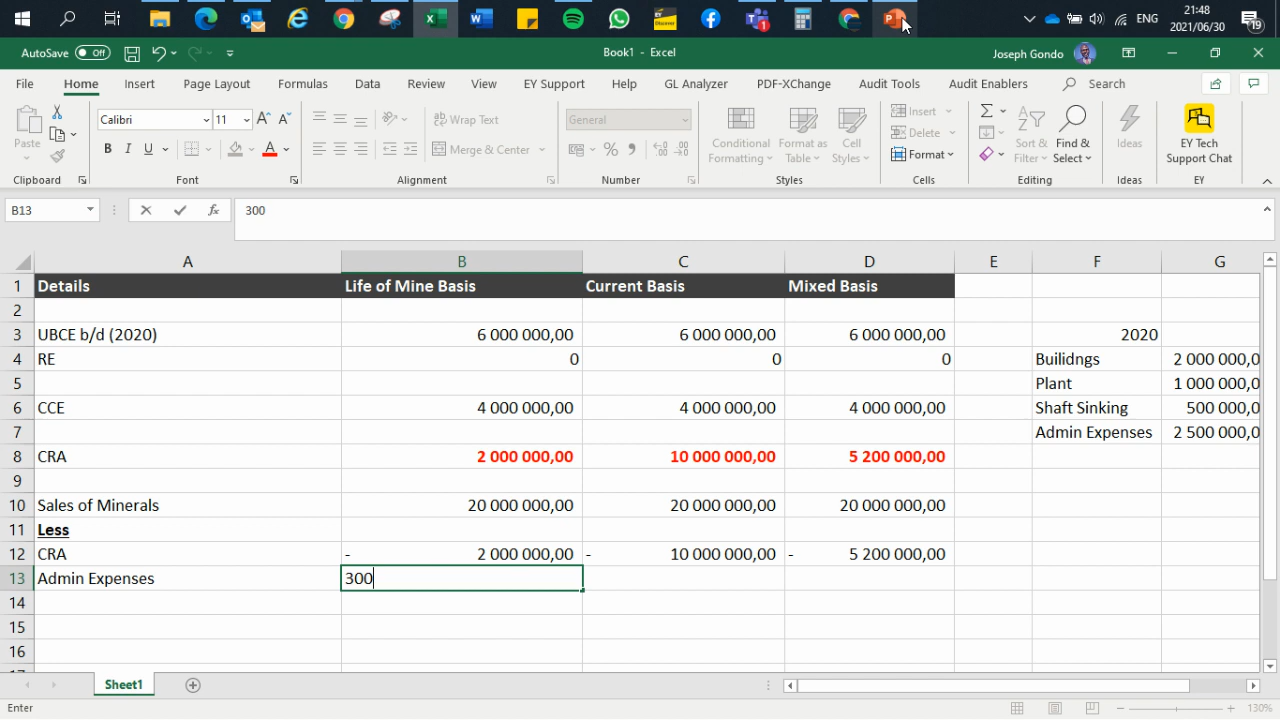 21:48
ENG
2021/06/30
19
AutoSave Off
Book1 - Excel
Joseph Gondo
File Home Insert Page Layout Formulas Data Review View EY Support Help GL Analyzer PDF-XChange Audit Tools Audit Enablers Search
Paste
Calibri 11
B I U A
Wrap Text
Merge & Center
General
Conditional Formatting
Format as Table
Cell Styles
Insert
Delete
Format
Sort & Filter
Find & Select
Ideas
EY Tech Support Chat
Clipboard Font Alignment Number Styles Cells Editing Ideas EY
B13 fx 300
A B C D E F G
1 Details Life of Mine Basis Current Basis Mixed Basis
2
3 UBCE b/d (2020) 6 000 000,00 6 000 000,00 6 000 000,00 2020
4 RE 0 0 0 Builidngs 2 000 000,0
5 Plant 1 000 000,0
6 CCE 4 000 000,00 4 000 000,00 4 000 000,00 Shaft Sinking 500 000,0
7 Admin Expenses 2 500 000,0
8 CRA 2 000 000,00 10 000 000,00 5 200 000,00
9
10 Sales of Minerals 20 000 000,00 20 000 000,00 20 000 000,00
11 Less
12 CRA - 2 000 000,00 - 10 000 000,00 - 5 200 000,00
13 Admin Expenses 300
14
15
16
Sheet1
Enter
130%